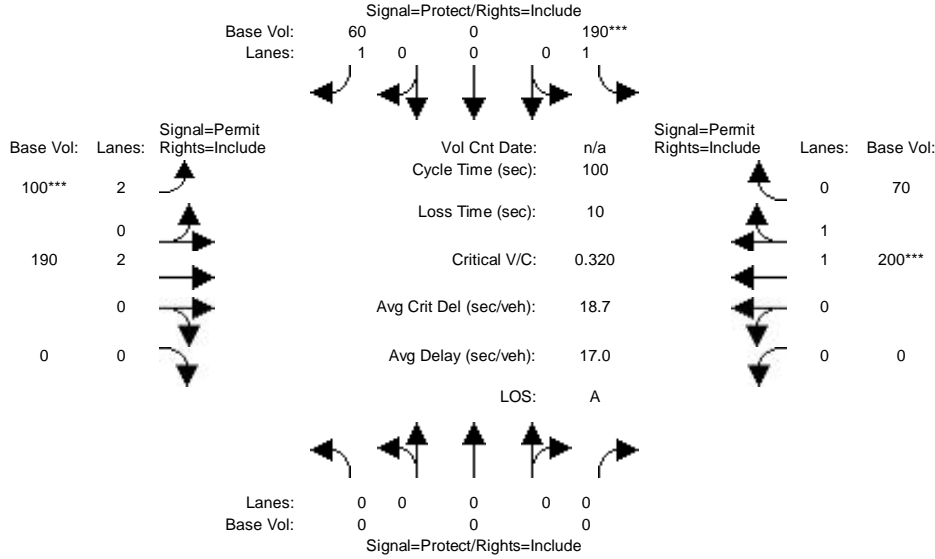 Signal=Protect/Rights=Include
Base Vol: 60 0 190***
Lanes: 1 0 0 0 1
Signal=Permit Signal=Permit
Base Vol: Lanes: Rights=Include Vol Cnt Date: n/a Rights=Include Lanes: Base Vol:
Cycle Time (sec): 100
100*** 2 0 70
Loss Time (sec): 10
0 1
190 2 Critical V/C: 0.320 1 200***
0 Avg Crit Del (sec/veh): 18.7 0
0 0 Avg Delay (sec/veh): 17.0 0 0
LOS: A
Lanes: 0 0 0 0 0
Base Vol: 0 0 0
Signal=Protect/Rights=Include